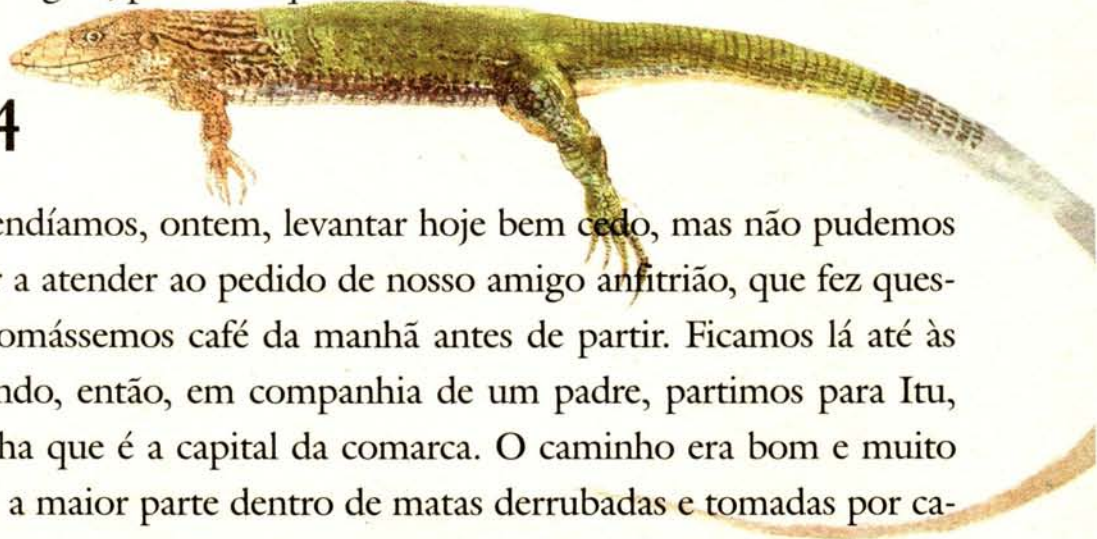 4
endíamos, ontem, levantar hoje bem cedo, mas não pudemos
a atender ao pedido de nosso amigo anfitrião, que fez ques-
omássemos café da manhã antes de partir. Ficamos lá até às
ndo, então, em companhia de um padre, partimos para Itu,
ha que é a capital da comarca. O caminho era bom e muito
a maior parte dentro de matas derrubadas e tomadas por ca-